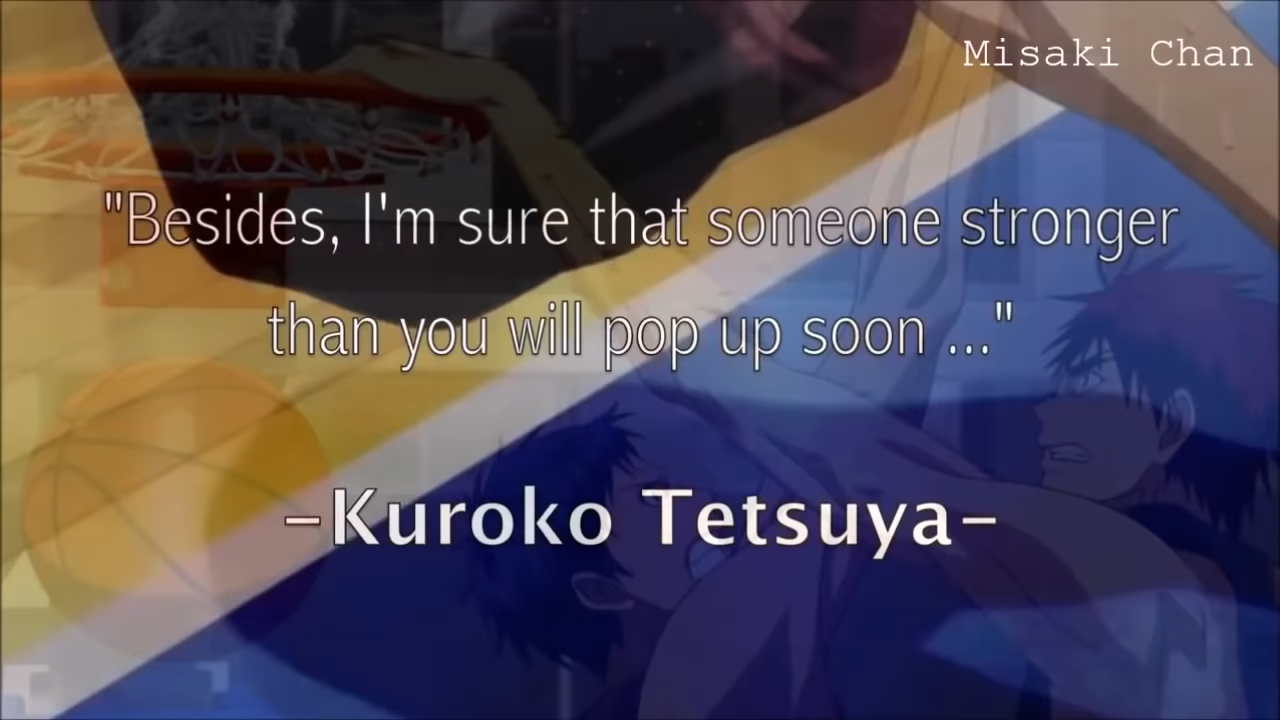 Misaki Chan
"Besides, I'm sure that someone stronger
than you will pop up soon ..."
-Kuroko Tetsuya-